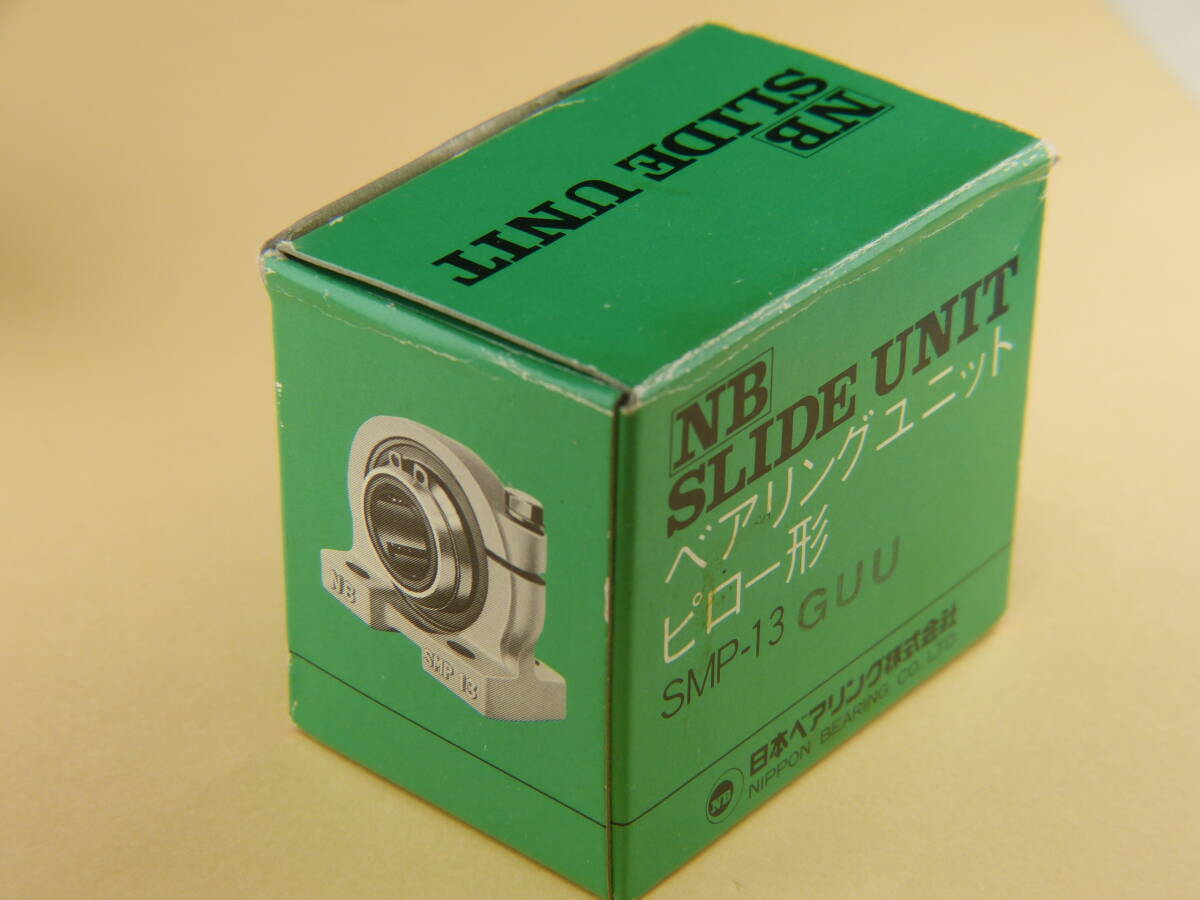 NB
SLIDE UNIT
NB
SLIDE UNIT
ベアリングユニット
ピロー形
SMP-13 GUU
NB 日本ベアリング株式会社
NIPPON BEARING CO., LTD.
NB
SMP 13